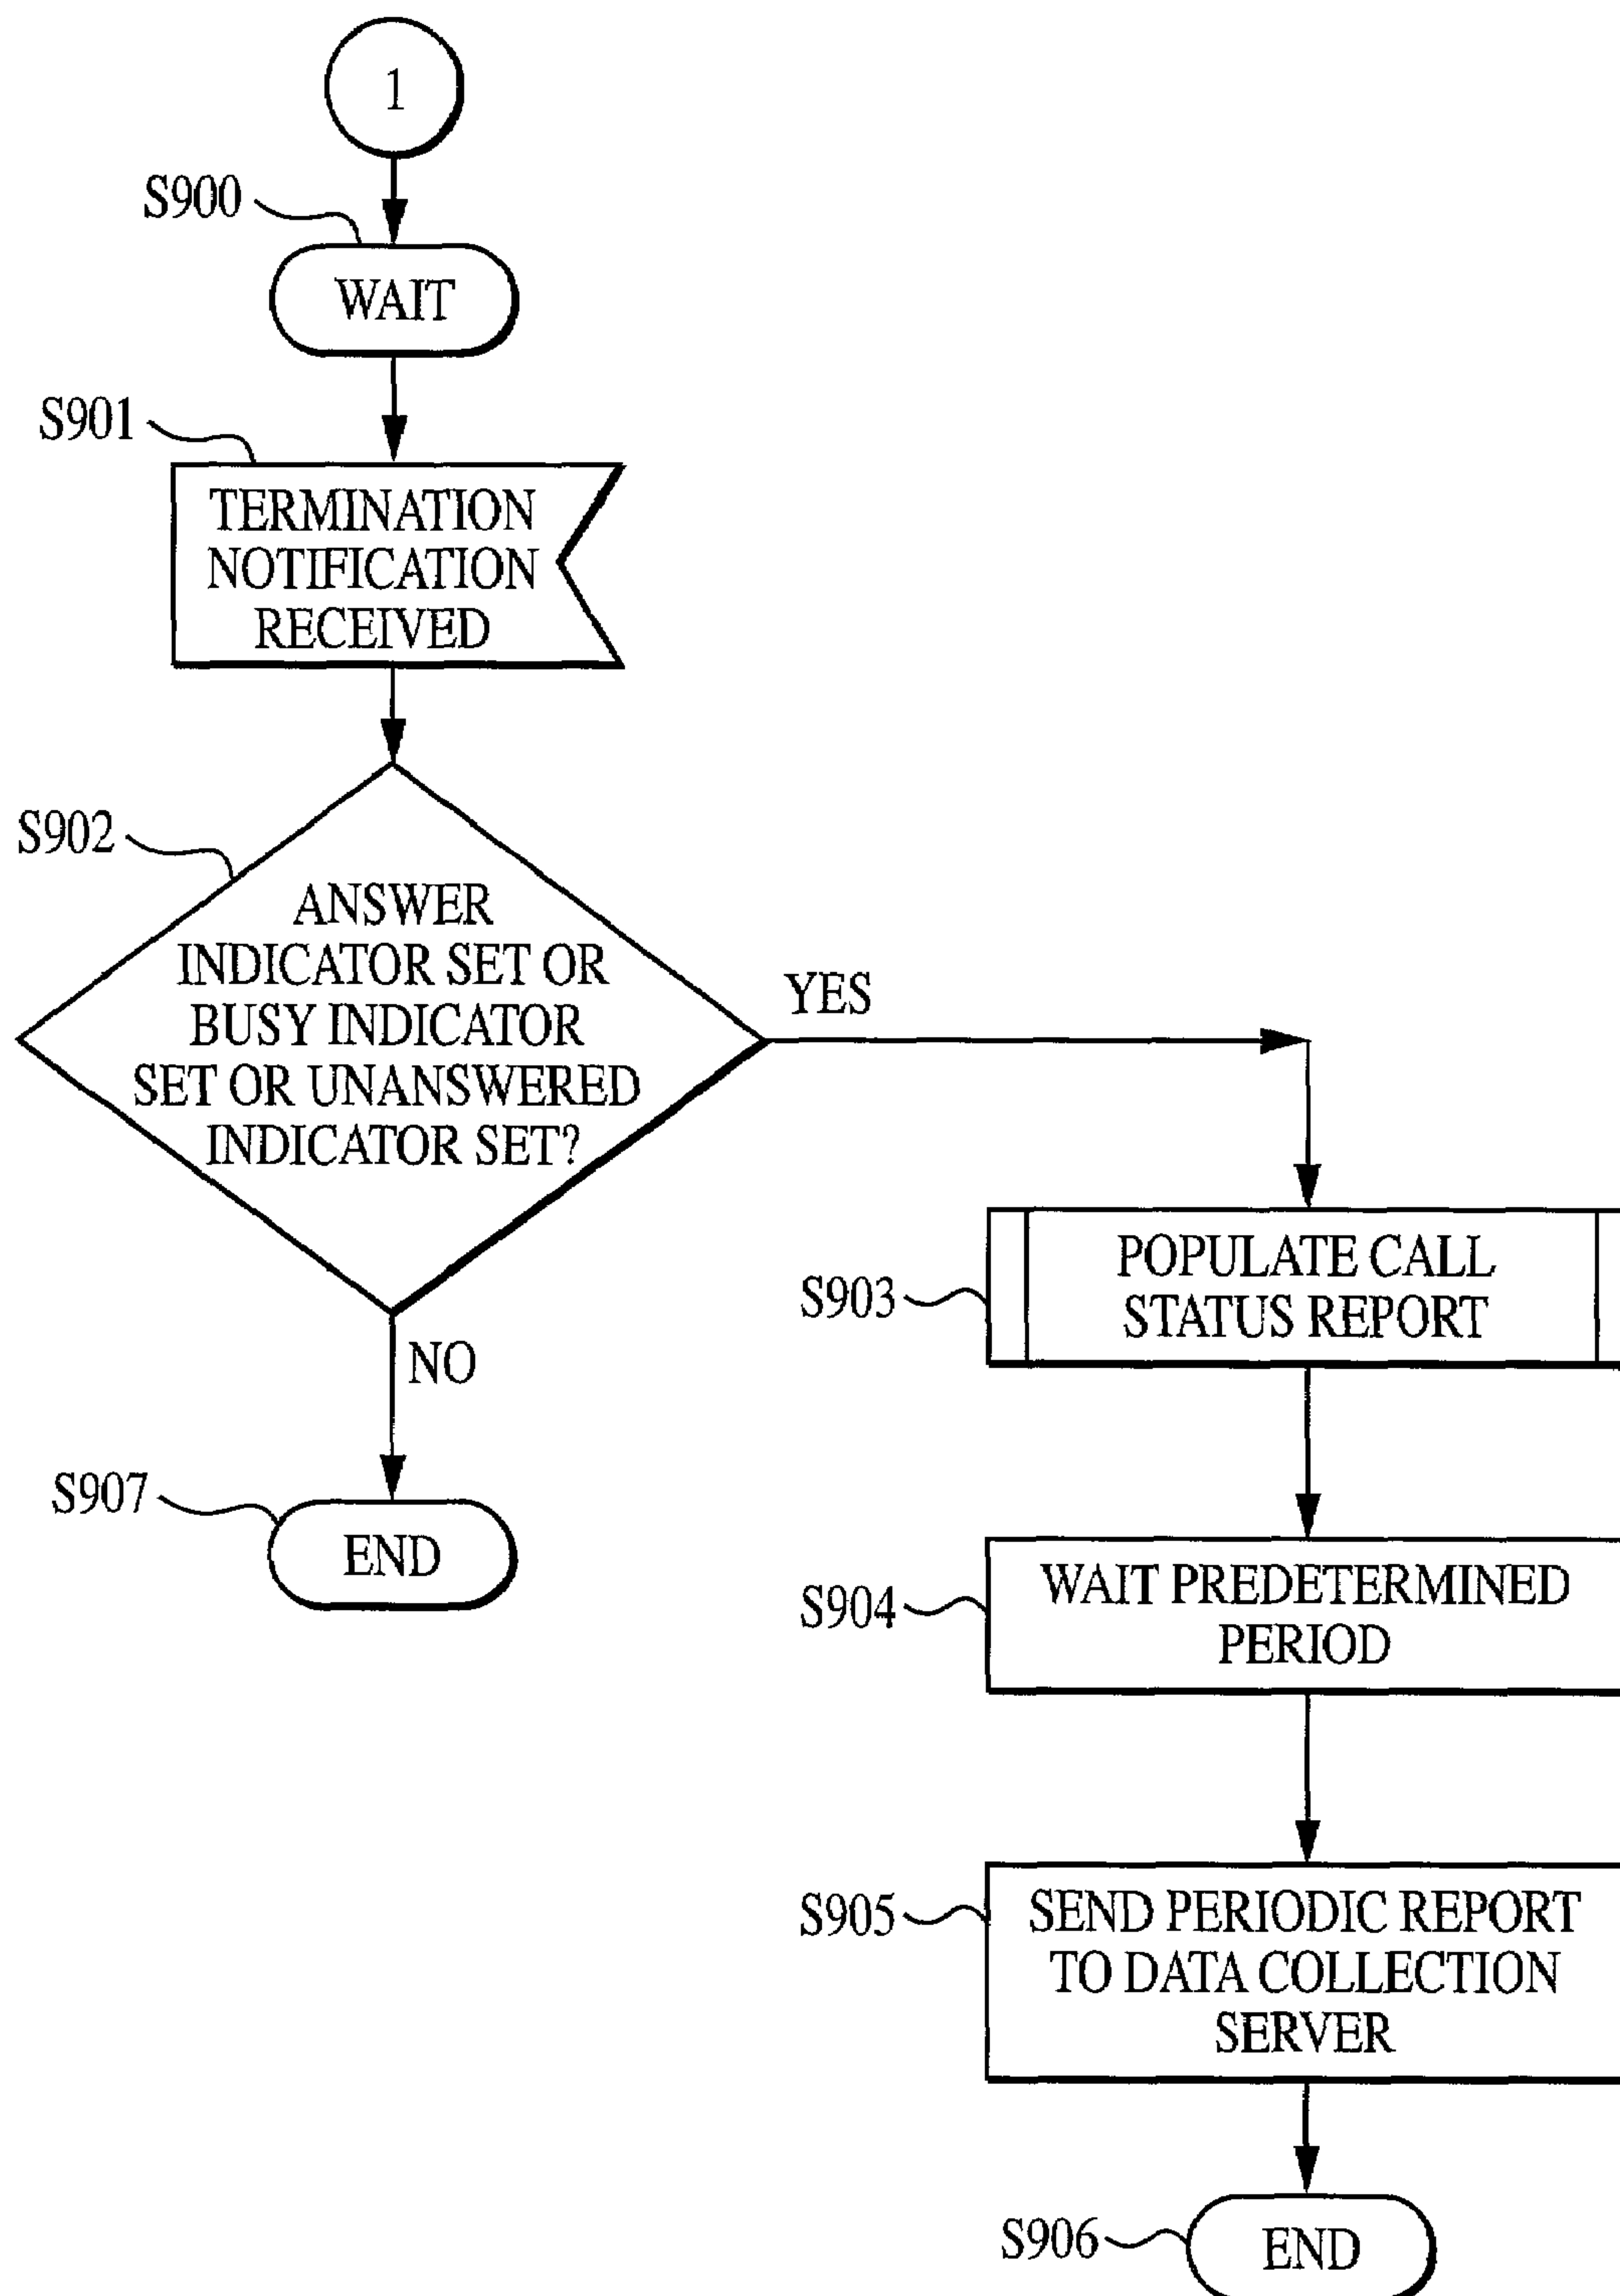 1
S900
WAIT
S901
TERMINATION
NOTIFICATION
RECEIVED
S902
ANSWER
INDICATOR SET OR
BUSY INDICATOR
SET OR UNANSWERED
INDICATOR SET?
YES
NO
S907
END
S903
POPULATE CALL
STATUS REPORT
S904
WAIT PREDETERMINED
PERIOD
S905
SEND PERIODIC REPORT
TO DATA COLLECTION
SERVER
S906
END